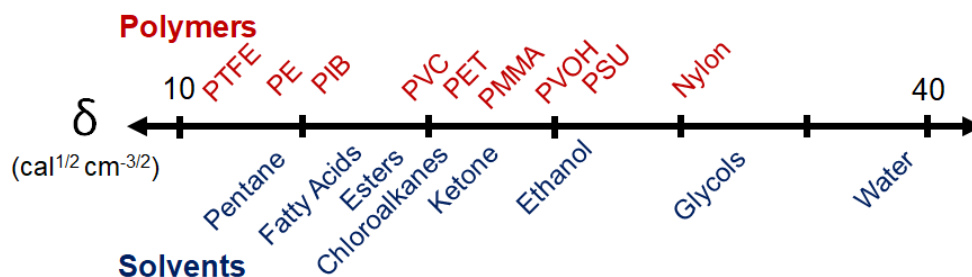 Polymers
PTFE
PE
PIB
PVC
PET
PMMA
PVOH
PSU
Nylon
10
40
δ
(cal1/2 cm-3/2)
Pentane
Fatty Acids
Esters
Chloroalkanes
Ketone
Ethanol
Glycols
Water
Solvents